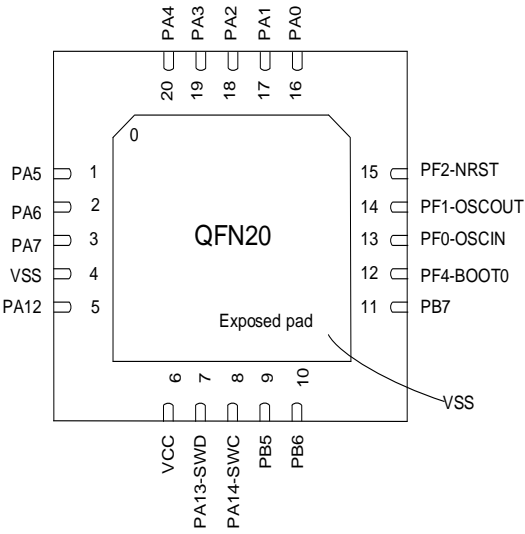 PA4 PA3 PA2 PA1 PA0
20 19 18 17 16
0
PA5 1
PA6 2
PA7 3
VSS 4
PA12 5
QFN20
Exposed pad
15 PF2-NRST
14 PF1-OSCOUT
13 PF0-OSCIN
12 PF4-BOOT0
11 PB7
VSS
6 7 8 9 10
VCC PA13-SWD PA14-SWC PB5 PB6